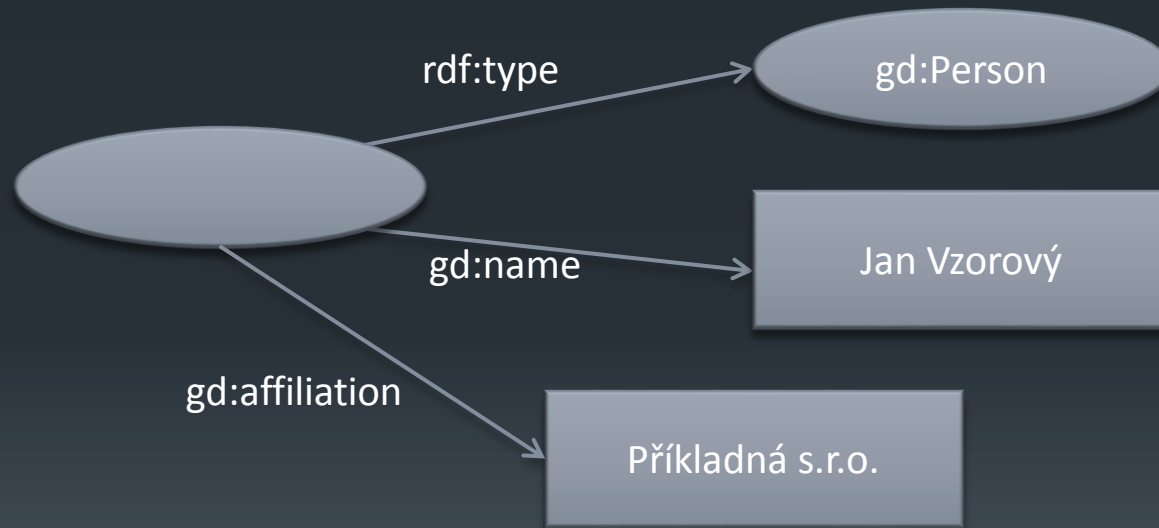 rdf:type
gd:Person
gd:name
Jan Vzorový
gd:affiliation
Příkladná s.r.o.